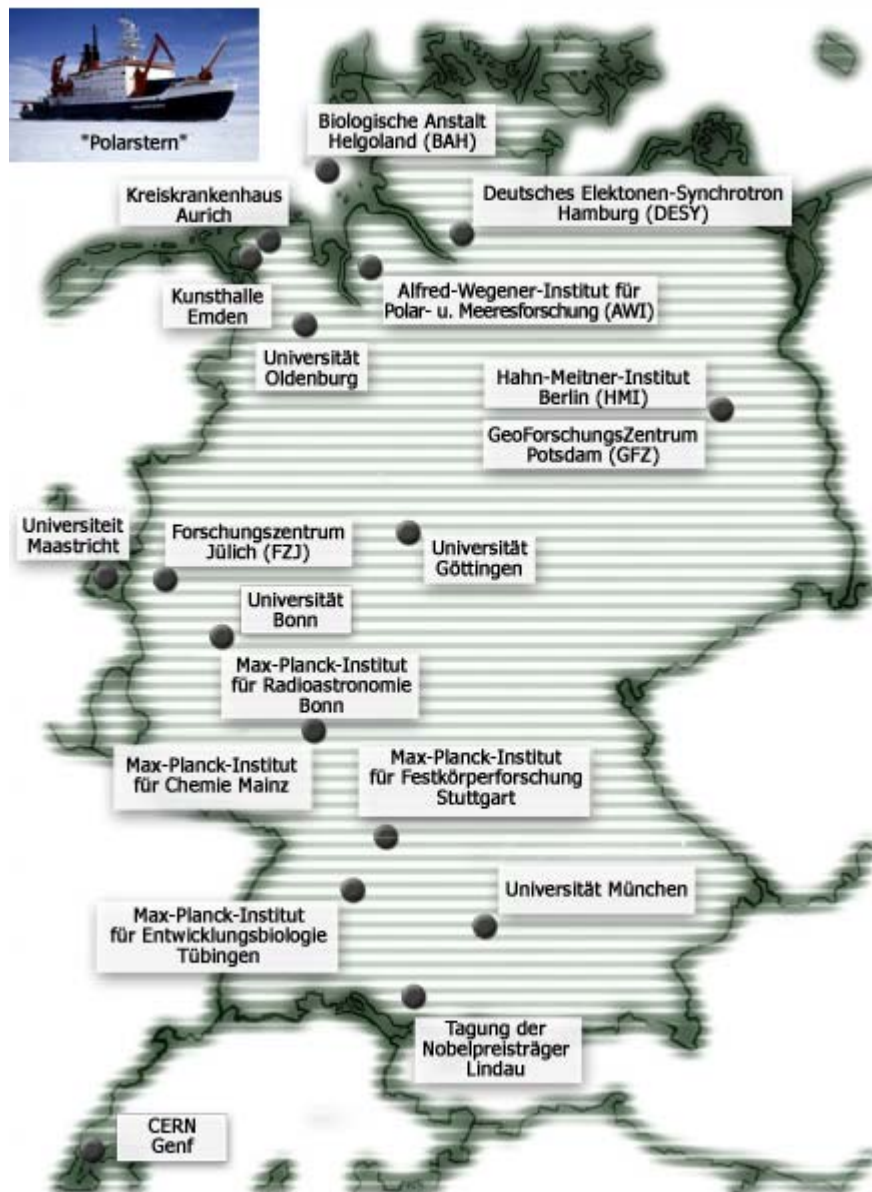 "Polarstern"
Biologische Anstalt
Helgoland (BAH)
Kreiskrankenhaus
Aurich
Deutsches Elektonen-Synchrotron
Hamburg (DESY)
Kunsthalle
Emden
Alfred-Wegener-Institut für
Polar- u. Meeresforschung (AWI)
Universität
Oldenburg
Hahn-Meitner-Institut
Berlin (HMI)
GeoForschungsZentrum
Potsdam (GFZ)
Universiteit
Maastricht
Forschungszentrum
Jülich (FZJ)
Universität
Göttingen
Universität
Bonn
Max-Planck-Institut
für Radioastronomie
Bonn
Max-Planck-Institut
für Chemie Mainz
Max-Planck-Institut
für Festkörperforschung
Stuttgart
Universität München
Max-Planck-Institut
für Entwicklungsbiologie
Tübingen
Tagung der
Nobelpreisträger
Lindau
CERN
Genf